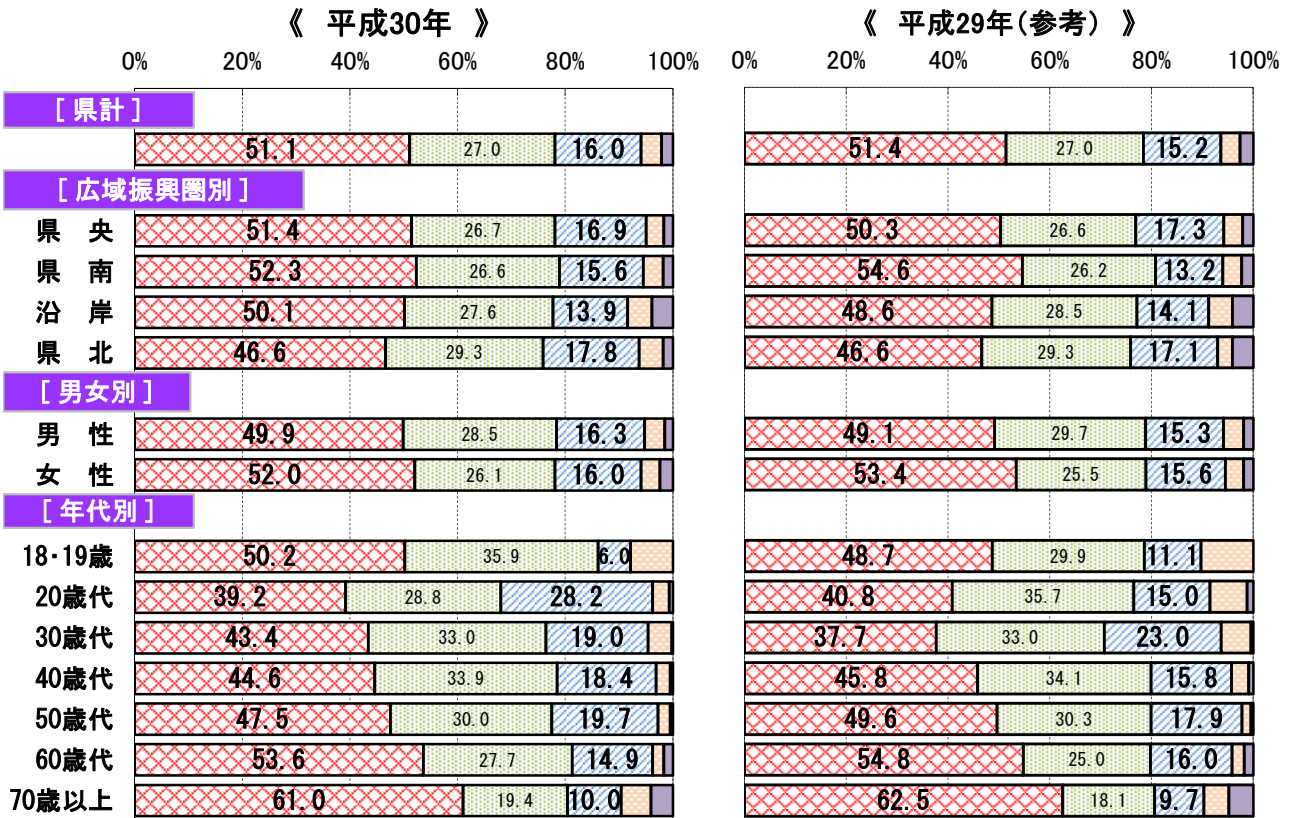 《 平成30年 》 《 平成29年(参考) 》
0% 20% 40% 60% 80% 100% 0% 20% 40% 60% 80% 100%
[ 県計 ]
51.1 27.0 16.0 51.4 27.0 15.2
[ 広域振興圏別 ]
県 央 51.4 26.7 16.9 50.3 26.6 17.3
県 南 52.3 26.6 15.6 54.6 26.2 13.2
沿 岸 50.1 27.6 13.9 48.6 28.5 14.1
県 北 46.6 29.3 17.8 46.6 29.3 17.1
[ 男女別 ]
男 性 49.9 28.5 16.3 49.1 29.7 15.3
女 性 52.0 26.1 16.0 53.4 25.5 15.6
[ 年代別 ]
18・19歳 50.2 35.9 6.0 48.7 29.9 11.1
20歳代 39.2 28.8 28.2 40.8 35.7 15.0
30歳代 43.4 33.0 19.0 37.7 33.0 23.0
40歳代 44.6 33.9 18.4 45.8 34.1 15.8
50歳代 47.5 30.0 19.7 49.6 30.3 17.9
60歳代 53.6 27.7 14.9 54.8 25.0 16.0
70歳以上 61.0 19.4 10.0 62.5 18.1 9.7